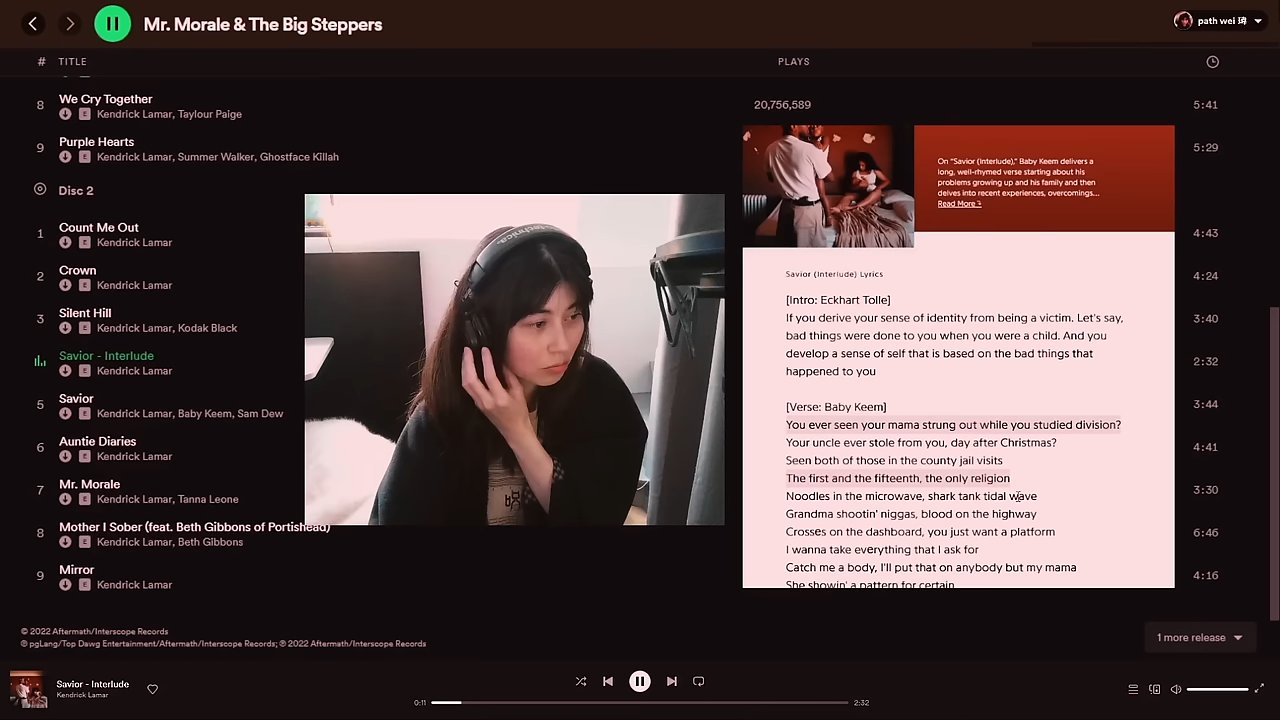 Mr. Morale & The Big Steppers
path wei 瑋
# TITLE PLAYS
8 We Cry Together 20,756,589 5:41
E Kendrick Lamar, Taylour Paige
9 Purple Hearts 5:29
E Kendrick Lamar, Summer Walker, Ghostface Killah
Disc 2
1 Count Me Out 4:43
E Kendrick Lamar
2 Crown 4:24
E Kendrick Lamar
3 Silent Hill 3:40
E Kendrick Lamar, Kodak Black
Savior - Interlude 2:32
E Kendrick Lamar
5 Savior 3:44
E Kendrick Lamar, Baby Keem, Sam Dew
6 Auntie Diaries 4:41
E Kendrick Lamar
7 Mr. Morale 3:30
E Kendrick Lamar, Tanna Leone
8 Mother I Sober (feat. Beth Gibbons of Portishead) 6:46
E Kendrick Lamar, Beth Gibbons
9 Mirror 4:16
E Kendrick Lamar
On "Savior (Interlude)," Baby Keem delivers a
long, well-rhymed verse starting about his
problems growing up and his family and then
delves into recent experiences, overcomings...
Read More
Savior (Interlude) Lyrics
[Intro: Eckhart Tolle]
If you derive your sense of identity from being a victim. Let's say,
bad things were done to you when you were a child. And you
develop a sense of self that is based on the bad things that
happened to you
[Verse: Baby Keem]
You ever seen your mama strung out while you studied division?
Your uncle ever stole from you, day after Christmas?
Seen both of those in the county jail visits
The first and the fifteenth, the only religion
Noodles in the microwave, shark tank tidal wave
Grandma shootin' niggas, blood on the highway
Crosses on the dashboard, you just want a platform
I wanna take everything that I ask for
Catch me a body, I'll put that on anybody but my mama
She showin' a pattern for certain
© 2022 Aftermath/Interscope Records
℗ pgLang/Top Dawg Entertainment/Aftermath/Interscope Records; ℗ 2022 Aftermath/Interscope Records
1 more release
Savior - Interlude
Kendrick Lamar
0:11 2:32